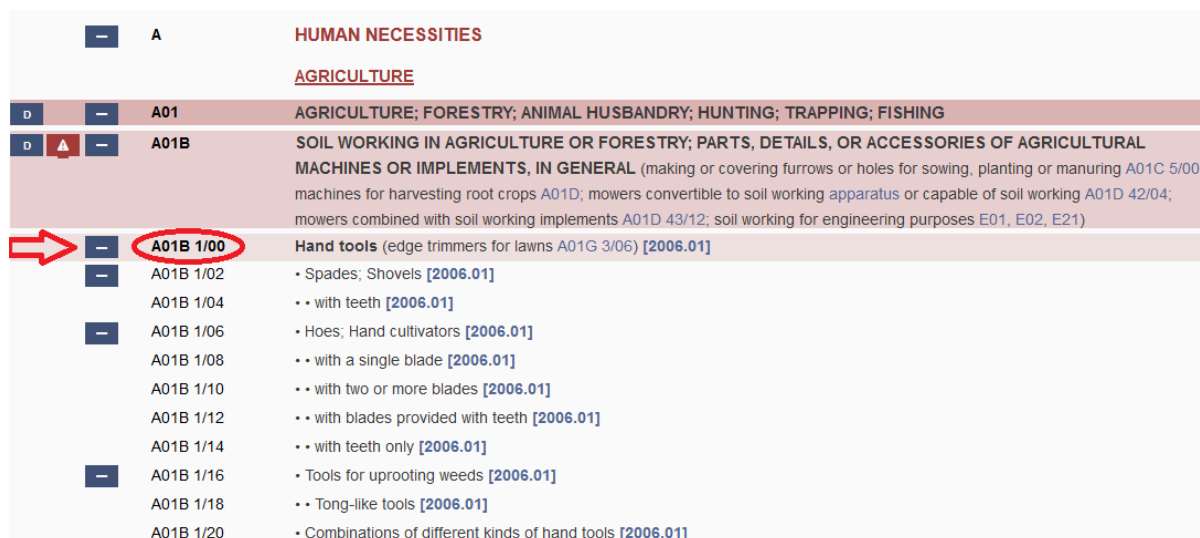 A HUMAN NECESSITIES
AGRICULTURE
D A01 AGRICULTURE; FORESTRY; ANIMAL HUSBANDRY; HUNTING; TRAPPING; FISHING
D A01B SOIL WORKING IN AGRICULTURE OR FORESTRY; PARTS, DETAILS, OR ACCESSORIES OF AGRICULTURAL
MACHINES OR IMPLEMENTS, IN GENERAL (making or covering furrows or holes for sowing, planting or manuring A01C 5/00
machines for harvesting root crops A01D; mowers convertible to soil working apparatus or capable of soil working A01D 42/04;
mowers combined with soil working implements A01D 43/12; soil working for engineering purposes E01, E02, E21)
A01B 1/00 Hand tools (edge trimmers for lawns A01G 3/06) [2006.01]
A01B 1/02 • Spades; Shovels [2006.01]
A01B 1/04 • • with teeth [2006.01]
A01B 1/06 • Hoes; Hand cultivators [2006.01]
A01B 1/08 • • with a single blade [2006.01]
A01B 1/10 • • with two or more blades [2006.01]
A01B 1/12 • • with blades provided with teeth [2006.01]
A01B 1/14 • • with teeth only [2006.01]
A01B 1/16 • Tools for uprooting weeds [2006.01]
A01B 1/18 • • Tong-like tools [2006.01]
A01B 1/20 • Combinations of different kinds of hand tools [2006.01]